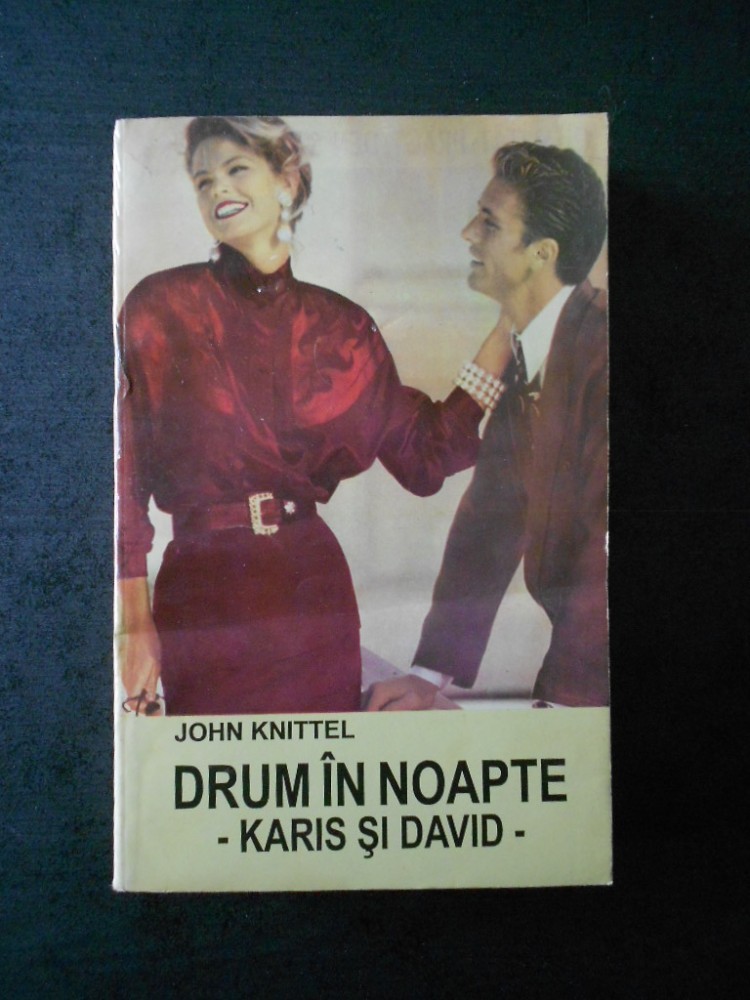 JOHN KNITTEL
DRUM ÎN NOAPTE
- KARIS ŞI DAVID -